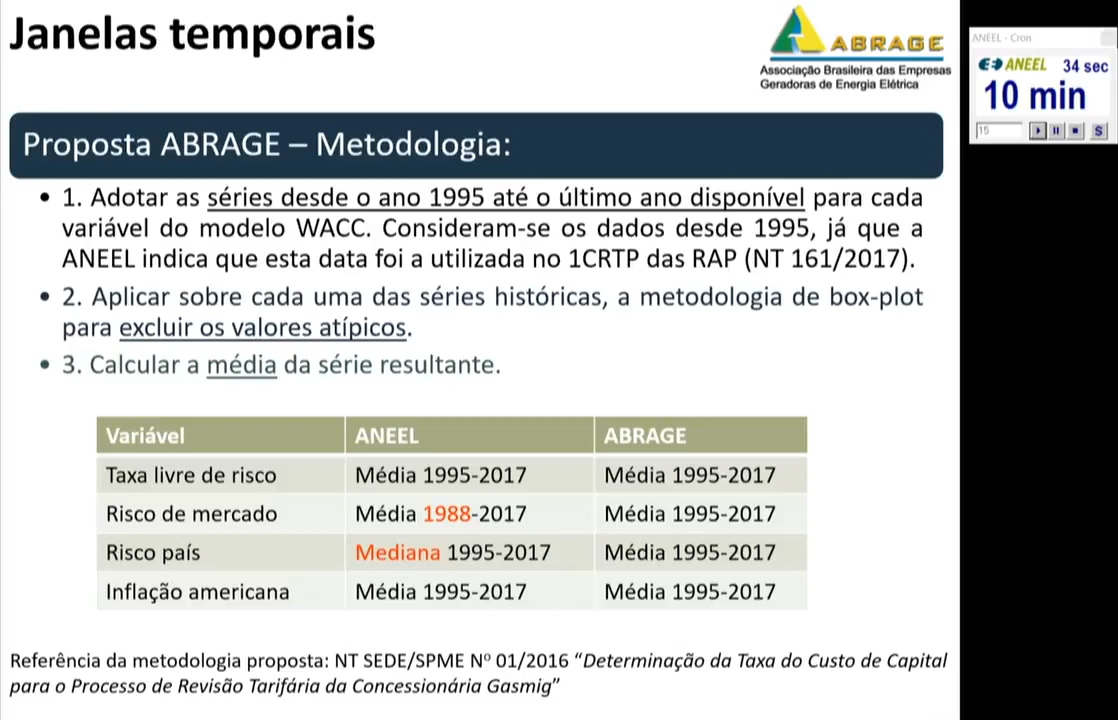 Janelas temporais
ABRAGE
Associação Brasileira das Empresas
Geradoras de Energia Elétrica
Proposta ABRAGE – Metodologia:
• 1. Adotar as séries desde o ano 1995 até o último ano disponível para cada
variável do modelo WACC. Consideram-se os dados desde 1995, já que a
ANEEL indica que esta data foi a utilizada no 1CRTP das RAP (NT 161/2017).
• 2. Aplicar sobre cada uma das séries históricas, a metodologia de box-plot
para excluir os valores atípicos.
• 3. Calcular a média da série resultante.
Variável ANEEL ABRAGE
Taxa livre de risco Média 1995-2017 Média 1995-2017
Risco de mercado Média 1988-2017 Média 1995-2017
Risco país Mediana 1995-2017 Média 1995-2017
Inflação americana Média 1995-2017 Média 1995-2017
Referência da metodologia proposta: NT SEDE/SPME Nº 01/2016 “Determinação da Taxa do Custo de Capital
para o Processo de Revisão Tarifária da Concessionária Gasmig”
ANEEL - Cron
ANEEL 34 sec
10 min
15 S